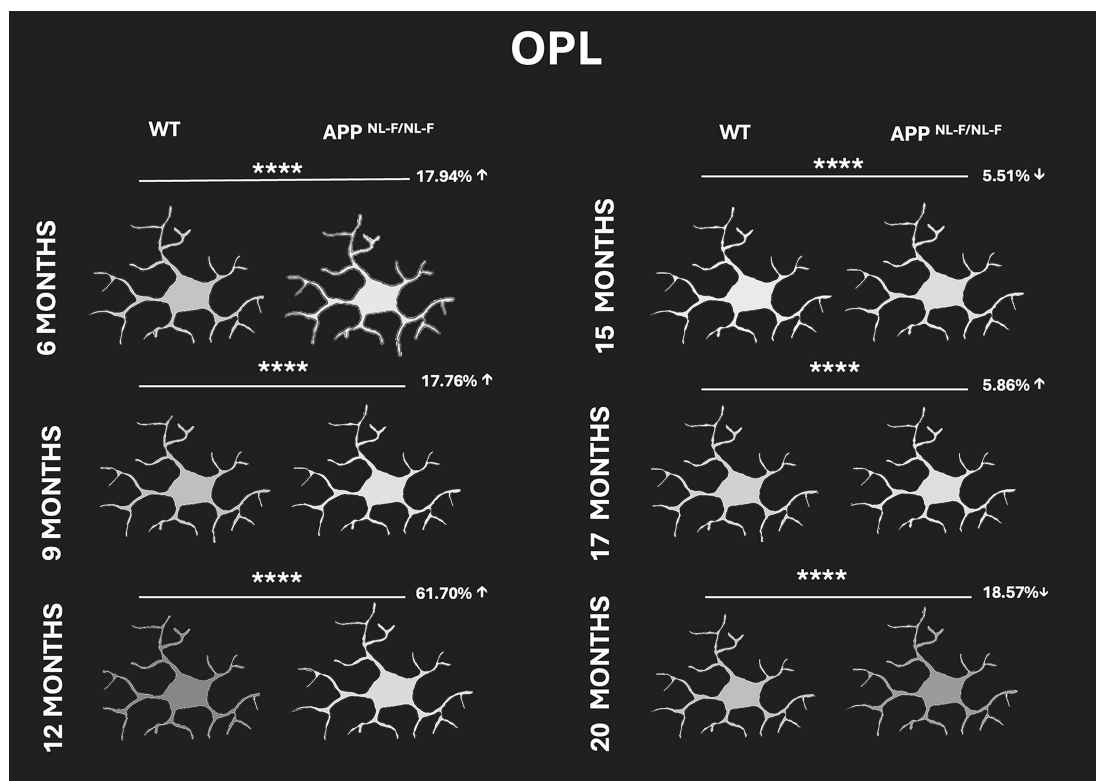 OPL
WT APP NL-F/NL-F
**** 17.94% ↑
6 MONTHS
**** 17.76% ↑
9 MONTHS
**** 61.70% ↑
12 MONTHS
WT APP NL-F/NL-F
**** 5.51% ↓
15 MONTHS
**** 5.86% ↑
17 MONTHS
**** 18.57%↓
20 MONTHS